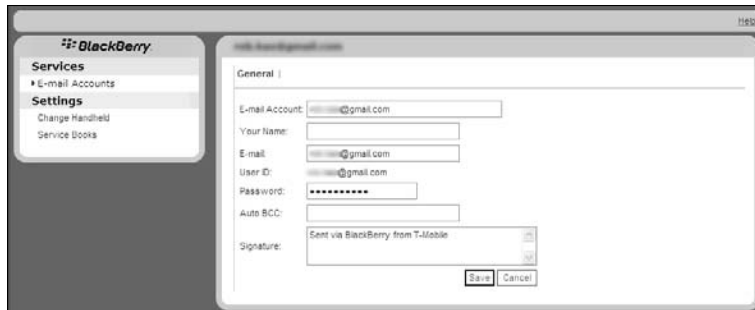 Help
BlackBerry
Services
E-mail Accounts
Settings
Change Handheld
Service Books
General |
E-mail Account: @gmail.com
Your Name:
E-mail @gmail.com
User ID: @gmail.com
Password: ••••••••••
Auto BCC:
Signature: Sent via BlackBerry from T-Mobile
Save Cancel